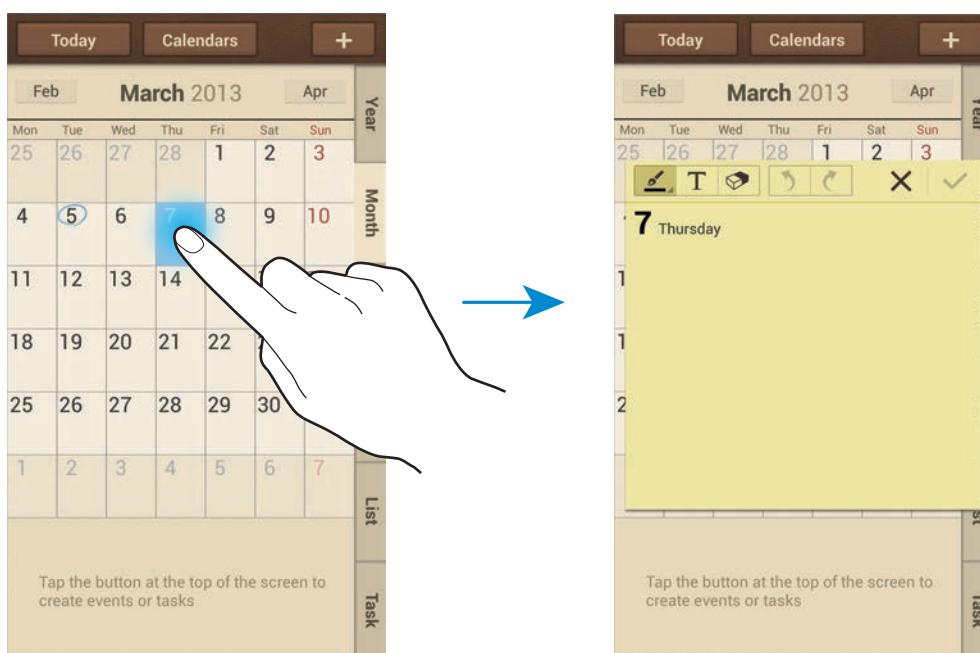 Today Calendars +
Feb March 2013 Apr
Mon Tue Wed Thu Fri Sat Sun
25 26 27 28 1 2 3
4 5 6 7 8 9 10
11 12 13 14
18 19 20 21 22
25 26 27 28 29 30
1 2 3 4 5 6 7
Tap the button at the top of the screen to
create events or tasks
Year
Month
List
Task
Today Calendars +
Feb March 2013 Apr
Mon Tue Wed Thu Fri Sat Sun
25 26 27 28 1 2 3
T
7 Thursday
Tap the button at the top of the screen to
create events or tasks
Year
Task